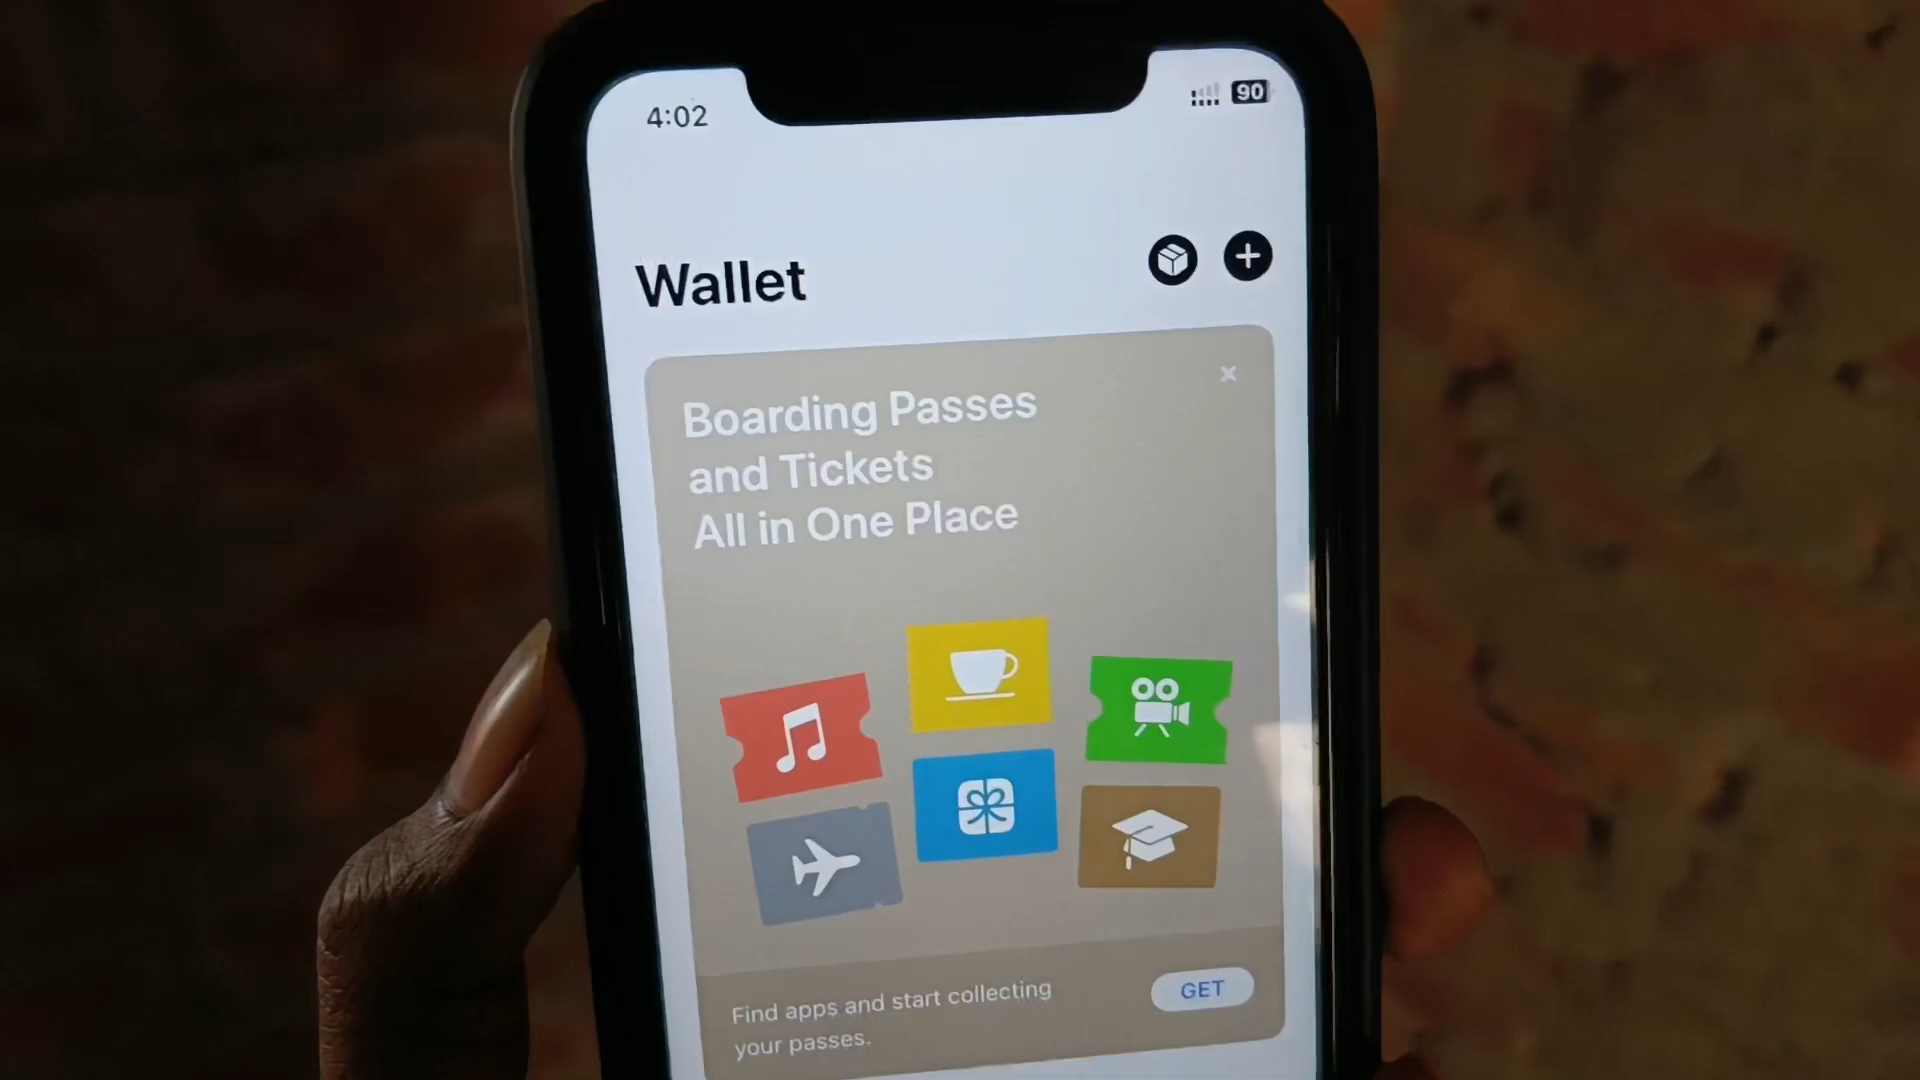 4:02
90
Wallet
Boarding Passes
and Tickets
All in One Place
Find apps and start collecting
your passes.
GET